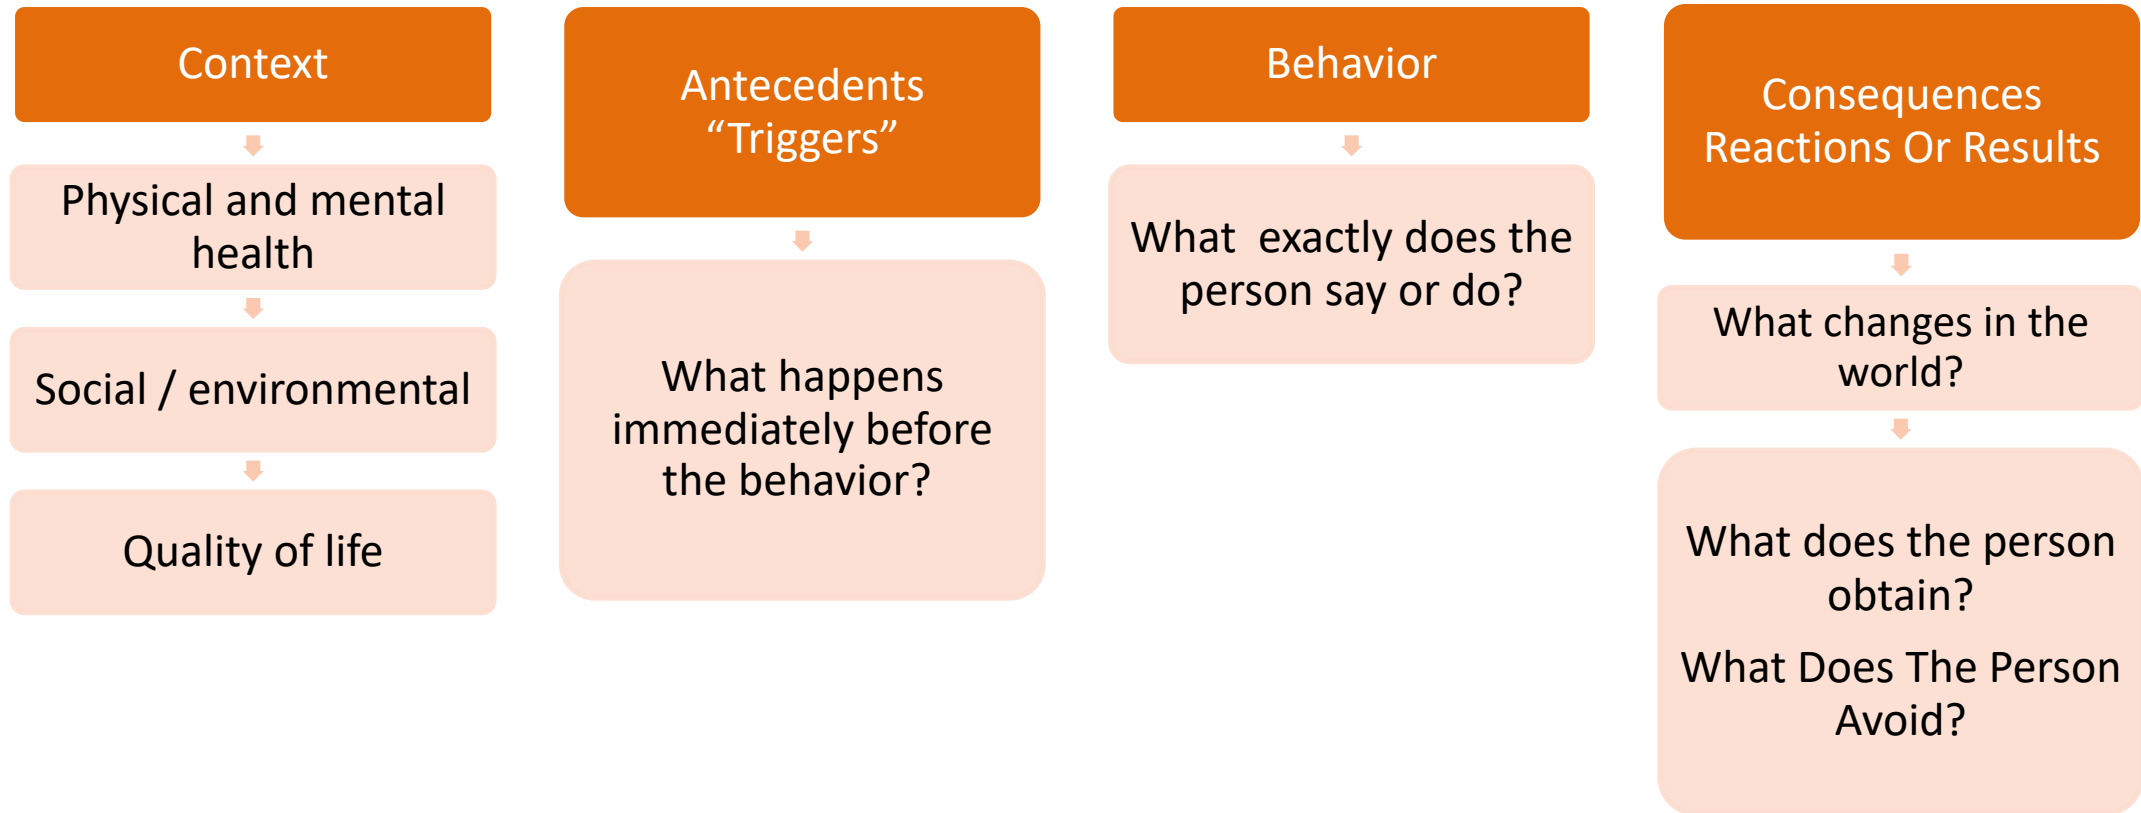 Context
Physical and mental
health
Social / environmental
Quality of life
Antecedents
“Triggers”
What happens
immediately before
the behavior?
Behavior
What  exactly does the
person say or do?
Consequences
Reactions Or Results
What changes in the
world?
What does the person
obtain?
What Does The Person
Avoid?